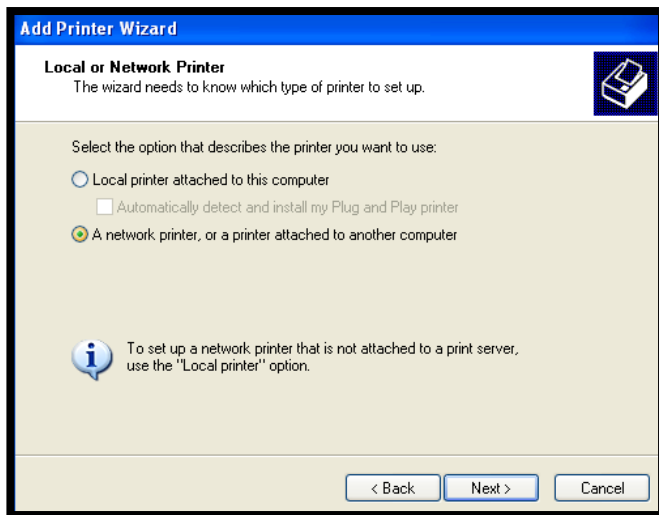 Add Printer Wizard
Local or Network Printer
The wizard needs to know which type of printer to set up.
Select the option that describes the printer you want to use:
Local printer attached to this computer
Automatically detect and install my Plug and Play printer
A network printer, or a printer attached to another computer
To set up a network printer that is not attached to a print server,
use the "Local printer" option.
< Back
Next >
Cancel